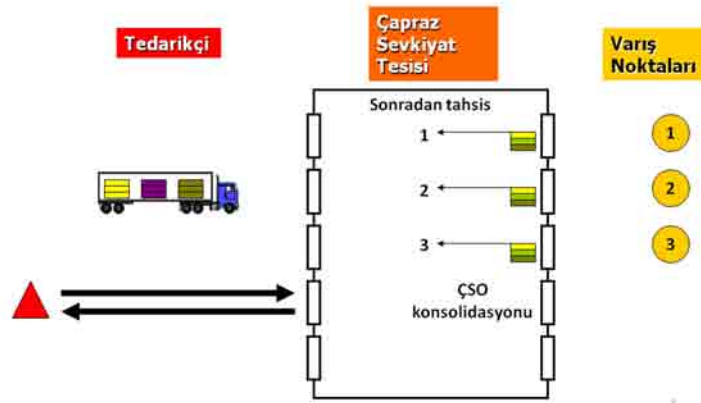 Tedarikçi
Çapraz
Sevkiyat
Tesisi
Varış
Noktaları
Sonradan tahsis
1
1
2
2
3
3
ÇSO
konsolidasyonu